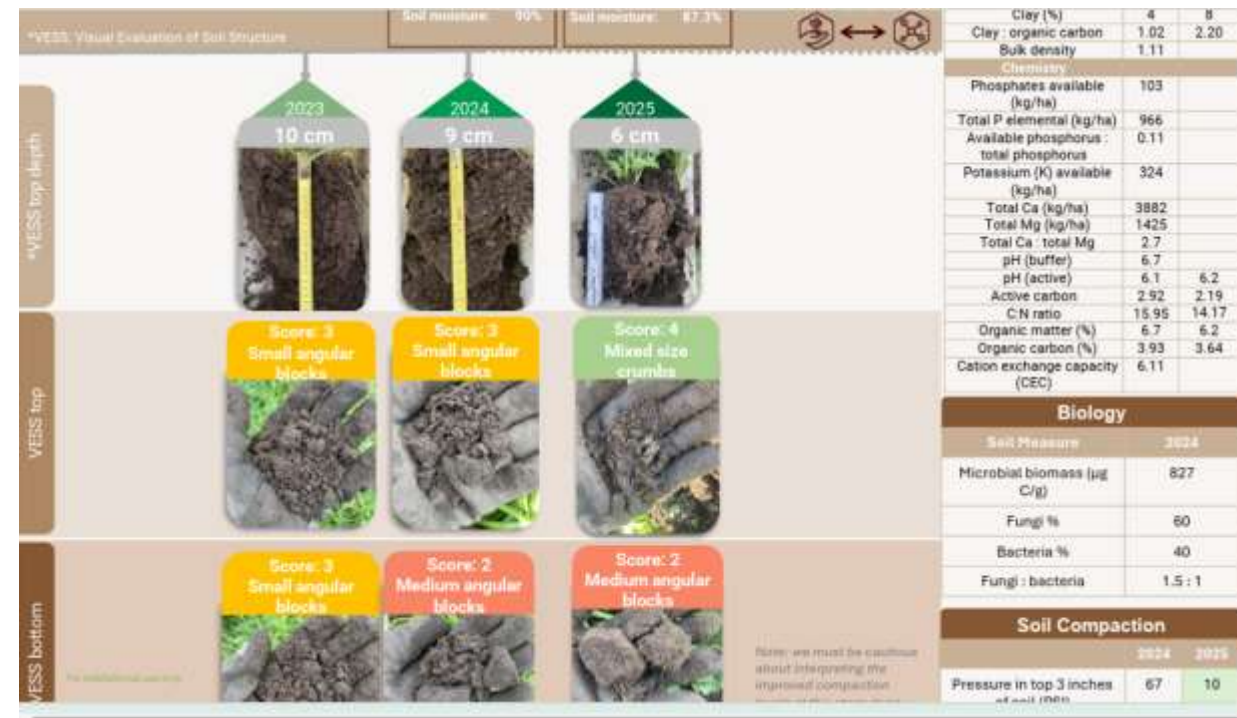 Soil moisture: 90%
Soil moisture: 87.3%
*VESS: Visual Evaluation of Soil Structure
2023
2024
2025
10 cm
9 cm
6 cm
*VESS top depth
Score: 3
Small angular
blocks
Score: 3
Small angular
blocks
Score: 4
Mixed size
crumbs
VESS top
Score: 3
Small angular
blocks
Score: 2
Medium angular
blocks
Score: 2
Medium angular
blocks
VESS bottom
Note: we must be cautious
about interpreting the
improved compaction
Clay (%) 4 8
Clay : organic carbon 1.02 2.20
Bulk density 1.11
Chemistry
Phosphates available
(kg/ha) 103
Total P elemental (kg/ha) 966
Available phosphorus :
total phosphorus 0.11
Potassium (K) available
(kg/ha) 324
Total Ca (kg/ha) 3882
Total Mg (kg/ha) 1425
Total Ca : total Mg 2.7
pH (buffer) 6.7
pH (active) 6.1 6.2
Active carbon 2.92 2.19
C:N ratio 15.95 14.17
Organic matter (%) 6.7 6.2
Organic carbon (%) 3.93 3.64
Cation exchange capacity
(CEC) 6.11
Biology
Soil Measure 2024
Microbial biomass (µg
C/g) 827
Fungi % 60
Bacteria % 40
Fungi : bacteria 1.5 : 1
Soil Compaction
2024 2025
Pressure in top 3 inches 67 10
of soil (PSI)